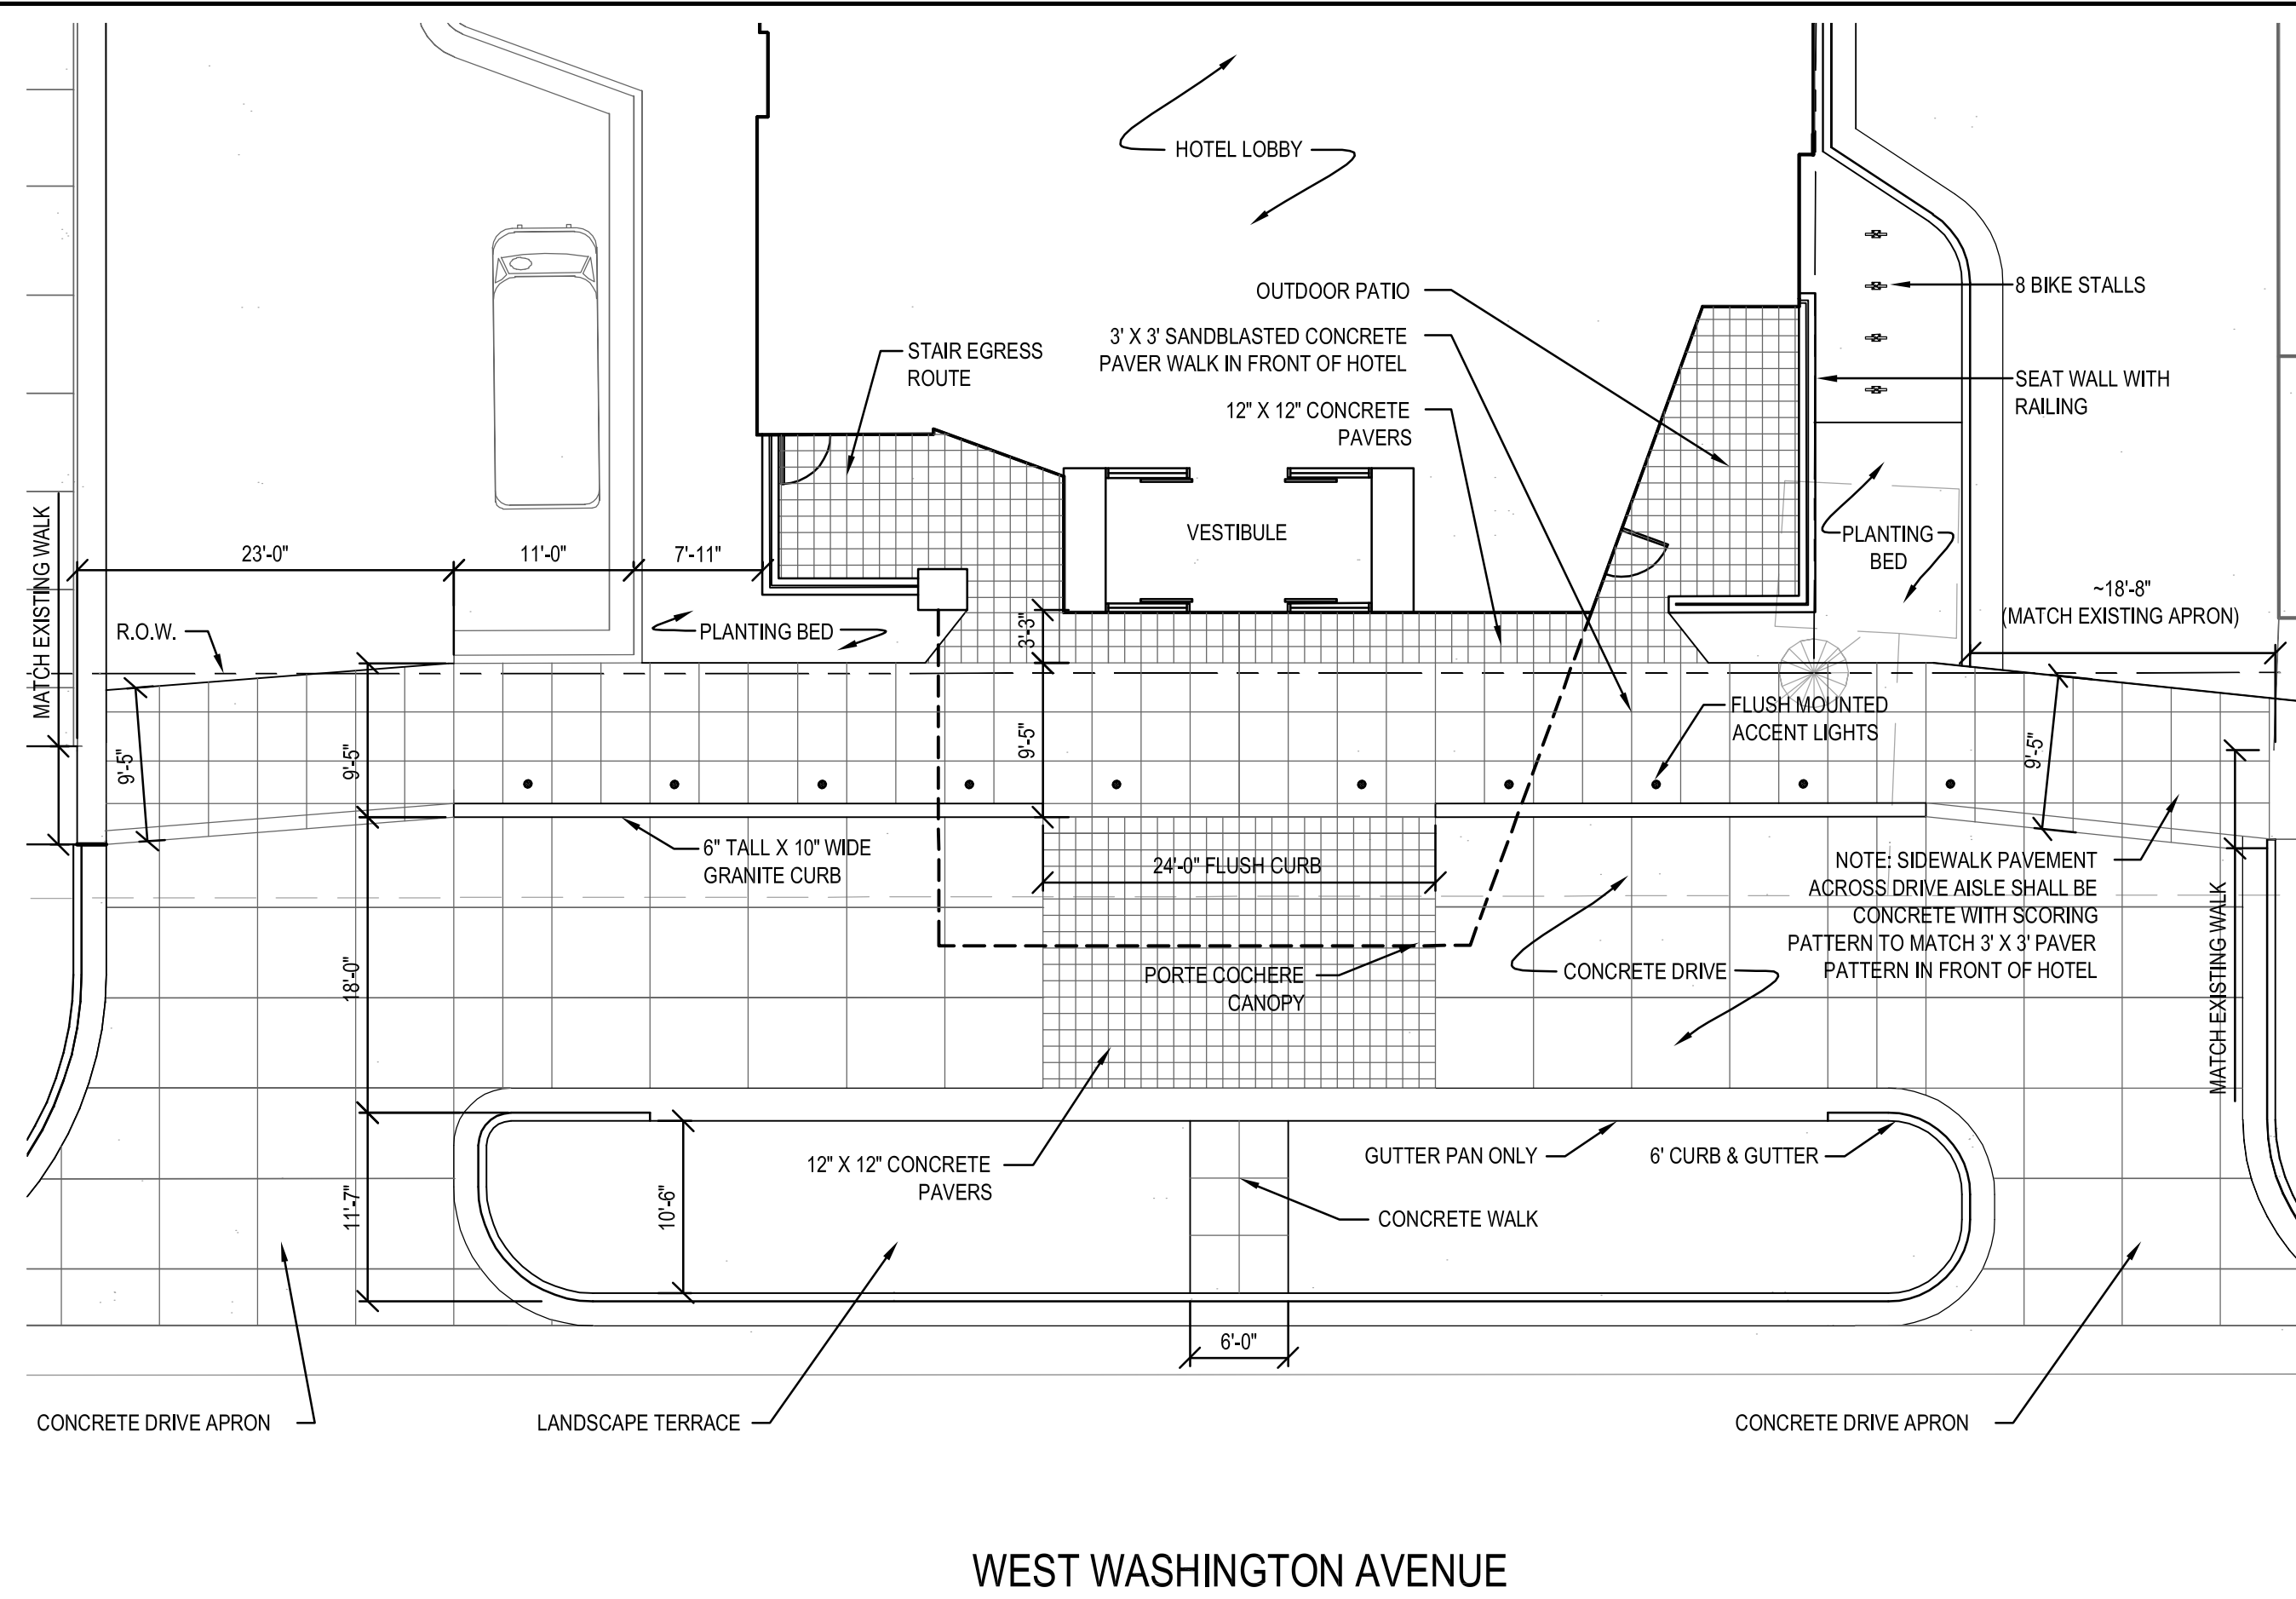 HOTEL LOBBY
OUTDOOR PATIO
8 BIKE STALLS
3' X 3' SANDBLASTED CONCRETE
PAVER WALK IN FRONT OF HOTEL
STAIR EGRESS
ROUTE
SEAT WALL WITH
RAILING
12" X 12" CONCRETE
PAVERS
VESTIBULE
PLANTING
BED
MATCH EXISTING WALK
23'-0"
11'-0"
7'-11"
~18'-8"
(MATCH EXISTING APRON)
R.O.W.
PLANTING BED
3'-3"
FLUSH MOUNTED
ACCENT LIGHTS
9'-5"
9'-5"
9'-5"
9'-5"
6" TALL X 10" WIDE
GRANITE CURB
24'-0" FLUSH CURB
NOTE: SIDEWALK PAVEMENT
ACROSS DRIVE AISLE SHALL BE
CONCRETE WITH SCORING
PATTERN TO MATCH 3' X 3' PAVER
PATTERN IN FRONT OF HOTEL
18'-0"
PORTE COCHERE
CANOPY
CONCRETE DRIVE
MATCH EXISTING WALK
12" X 12" CONCRETE
PAVERS
GUTTER PAN ONLY
6' CURB & GUTTER
11'-7"
10'-6"
CONCRETE WALK
6'-0"
CONCRETE DRIVE APRON
LANDSCAPE TERRACE
CONCRETE DRIVE APRON
WEST WASHINGTON AVENUE